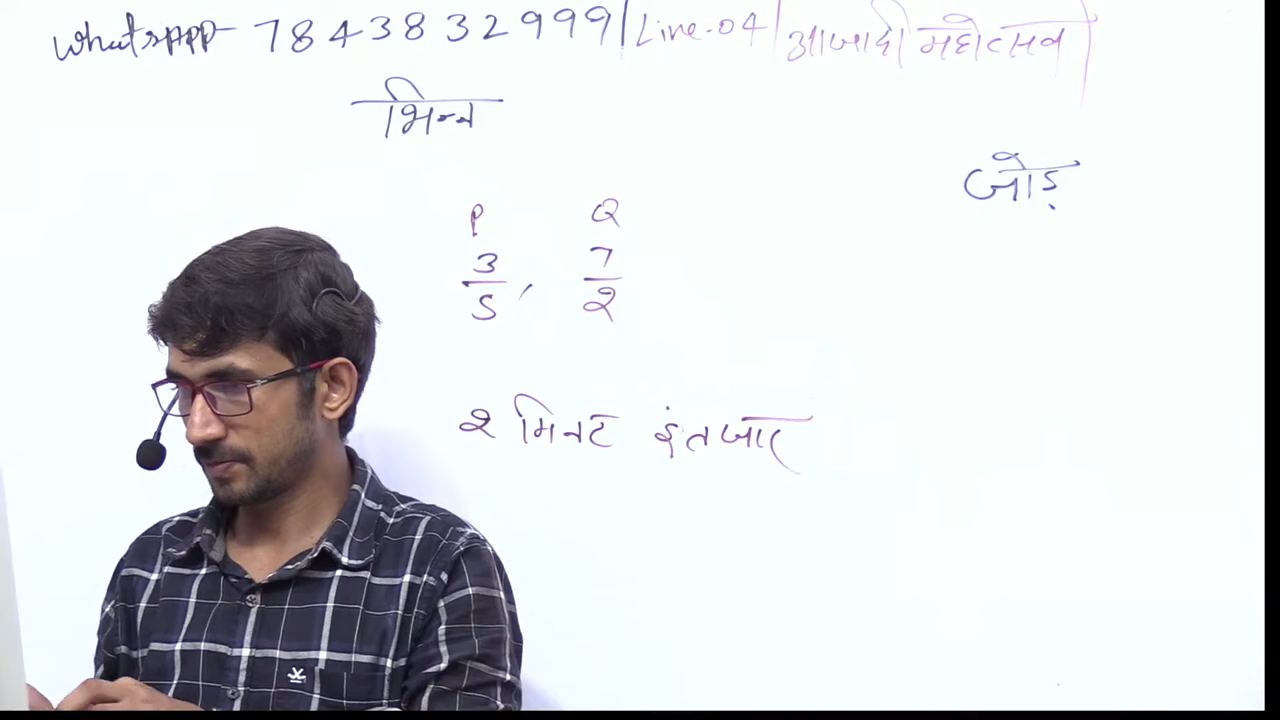 Whatsapp- 7843832999|Line-04|आजादी महोत्सव
भिन्न
जोड़
P Q
3/5, 7/2
2 मिनट इंतजार